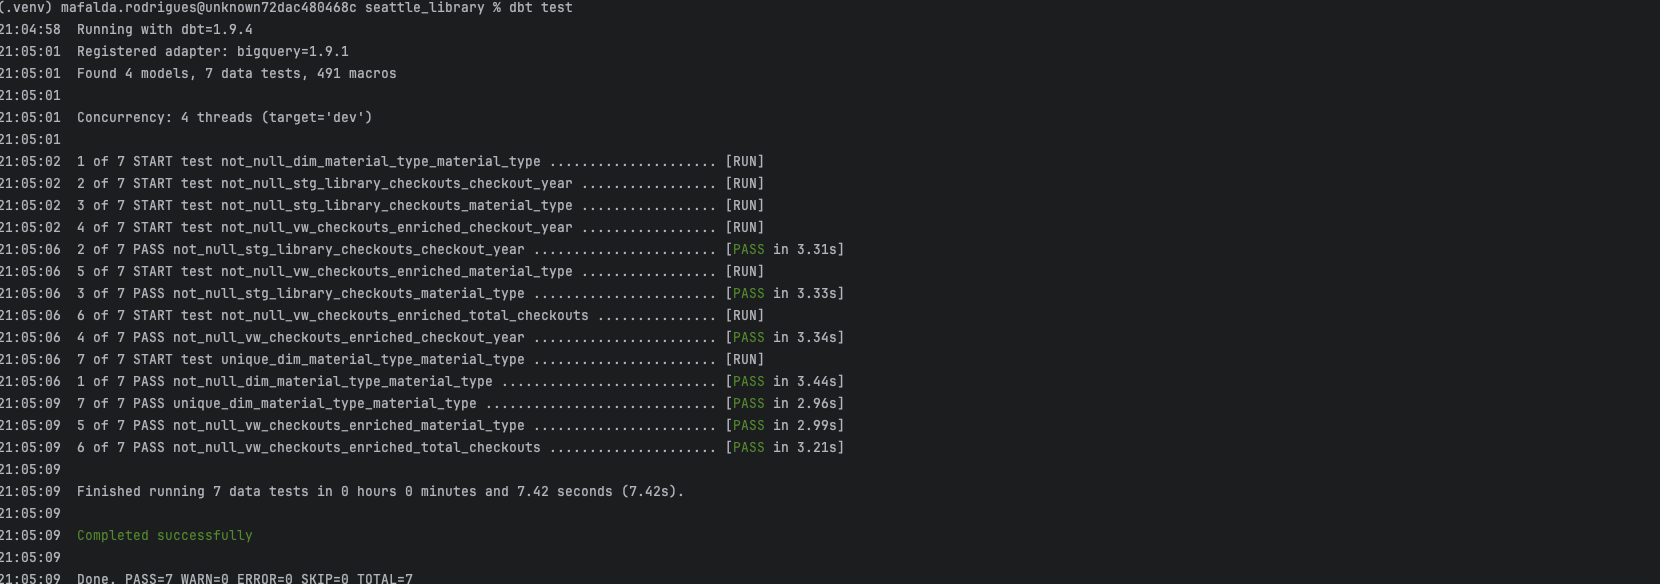 (.venv) mafalda.rodrigues@unknown72dac480468c seattle_library % dbt test
21:04:58  Running with dbt=1.9.4
21:05:01  Registered adapter: bigquery=1.9.1
21:05:01  Found 4 models, 7 data tests, 491 macros
21:05:01
21:05:01  Concurrency: 4 threads (target='dev')
21:05:01
21:05:02  1 of 7 START test not_null_dim_material_type_material_type ..................... [RUN]
21:05:02  2 of 7 START test not_null_stg_library_checkouts_checkout_year ................. [RUN]
21:05:02  3 of 7 START test not_null_stg_library_checkouts_material_type ................. [RUN]
21:05:02  4 of 7 START test not_null_vw_checkouts_enriched_checkout_year ................. [RUN]
21:05:06  2 of 7 PASS not_null_stg_library_checkouts_checkout_year ....................... [PASS in 3.31s]
21:05:06  5 of 7 START test not_null_vw_checkouts_enriched_material_type ................. [RUN]
21:05:06  3 of 7 PASS not_null_stg_library_checkouts_material_type ....................... [PASS in 3.33s]
21:05:06  6 of 7 START test not_null_vw_checkouts_enriched_total_checkouts ............... [RUN]
21:05:06  4 of 7 PASS not_null_vw_checkouts_enriched_checkout_year ....................... [PASS in 3.34s]
21:05:06  7 of 7 START test unique_dim_material_type_material_type ....................... [RUN]
21:05:06  1 of 7 PASS not_null_dim_material_type_material_type ........................... [PASS in 3.44s]
21:05:09  7 of 7 PASS unique_dim_material_type_material_type ............................. [PASS in 2.96s]
21:05:09  5 of 7 PASS not_null_vw_checkouts_enriched_material_type ....................... [PASS in 2.99s]
21:05:09  6 of 7 PASS not_null_vw_checkouts_enriched_total_checkouts ..................... [PASS in 3.21s]
21:05:09
21:05:09  Finished running 7 data tests in 0 hours 0 minutes and 7.42 seconds (7.42s).
21:05:09
21:05:09  Completed successfully
21:05:09
21:05:09  Done. PASS=7 WARN=0 ERROR=0 SKIP=0 TOTAL=7